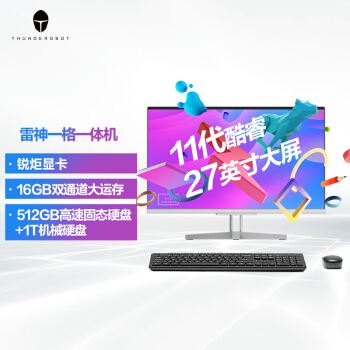 THUNDEROBOT
雷神一格一体机
锐炬显卡
16GB双通道大运存
512GB高速固态硬盘
+1T机械硬盘
11代酷睿
27英寸大屏